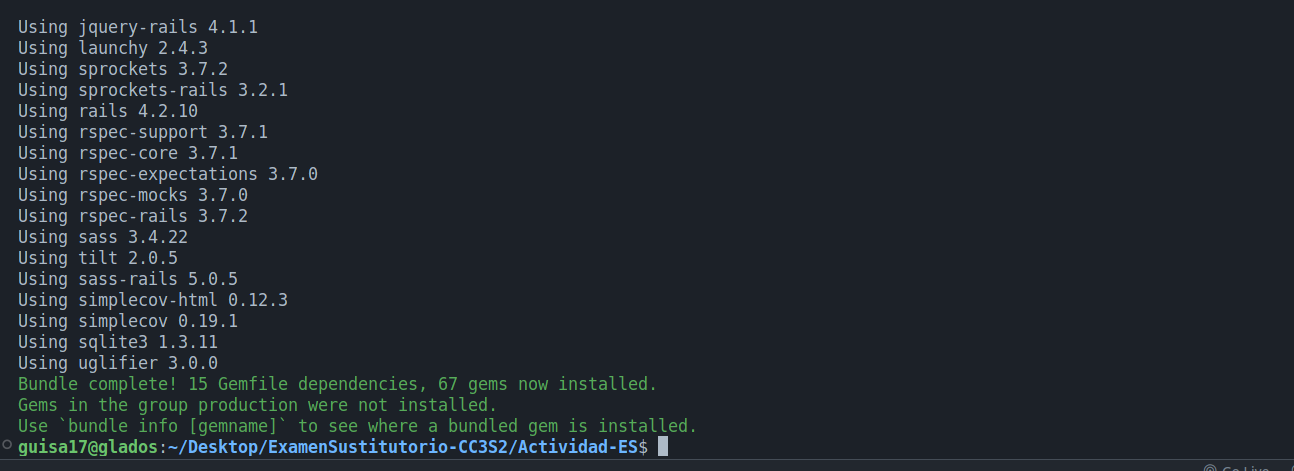 Using jquery-rails 4.1.1
Using launchy 2.4.3
Using sprockets 3.7.2
Using sprockets-rails 3.2.1
Using rails 4.2.10
Using rspec-support 3.7.1
Using rspec-core 3.7.1
Using rspec-expectations 3.7.0
Using rspec-mocks 3.7.0
Using rspec-rails 3.7.2
Using sass 3.4.22
Using tilt 2.0.5
Using sass-rails 5.0.5
Using simplecov-html 0.12.3
Using simplecov 0.19.1
Using sqlite3 1.3.11
Using uglifier 3.0.0
Bundle complete! 15 Gemfile dependencies, 67 gems now installed.
Gems in the group production were not installed.
Use `bundle info [gemname]` to see where a bundled gem is installed.
guisa17@glados:~/Desktop/ExamenSustitutorio-CC3S2/Actividad-ES$
Go Live